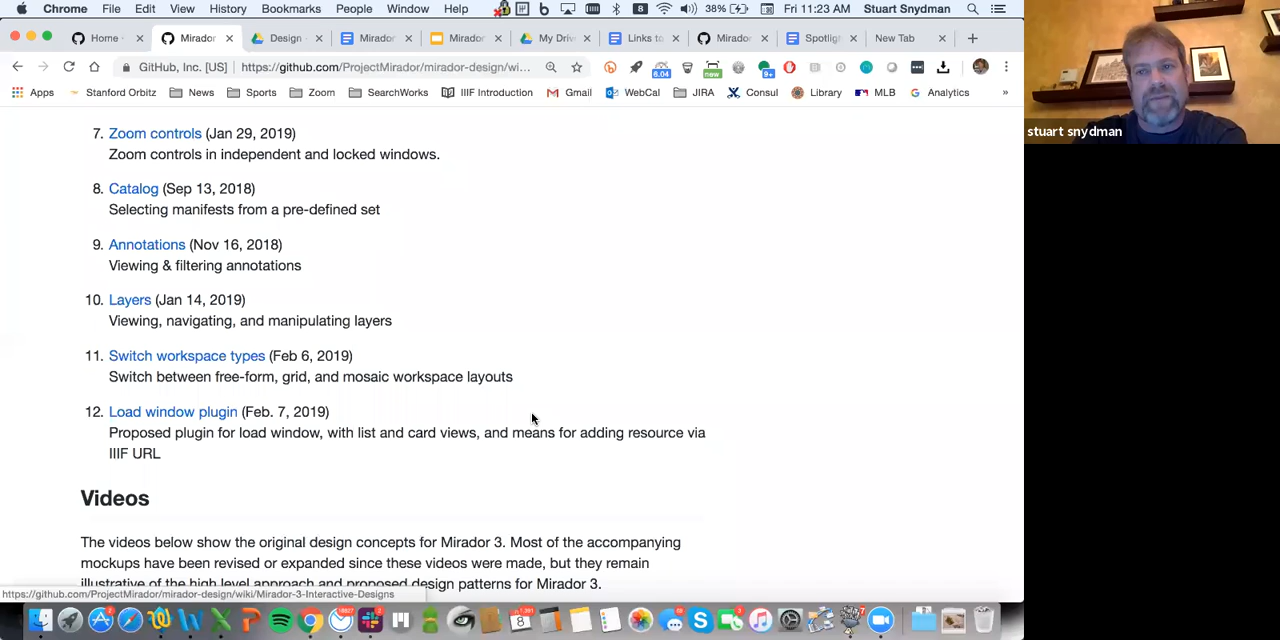 Chrome File Edit View History Bookmarks People Window Help 8 38% Fri 11:23 AM Stuart Snydman
Home Mirador Design Mirador Mirador My Driv Links to Mirador Spotlig New Tab
GitHub, Inc. [US] https://github.com/ProjectMirador/mirador-design/wi... 6.04 new 9+
Apps Stanford Orbitz News Sports Zoom SearchWorks IIIF Introduction Gmail WebCal JIRA Consul Library MLB Analytics »
stuart snydman
7. Zoom controls (Jan 29, 2019)
Zoom controls in independent and locked windows.
8. Catalog (Sep 13, 2018)
Selecting manifests from a pre-defined set
9. Annotations (Nov 16, 2018)
Viewing & filtering annotations
10. Layers (Jan 14, 2019)
Viewing, navigating, and manipulating layers
11. Switch workspace types (Feb 6, 2019)
Switch between free-form, grid, and mosaic workspace layouts
12. Load window plugin (Feb. 7, 2019)
Proposed plugin for load window, with list and card views, and means for adding resource via
IIIF URL
Videos
The videos below show the original design concepts for Mirador 3. Most of the accompanying
mockups have been revised or expanded since these videos were made, but they remain
illustrative of the high level approach and proposed design patterns for Mirador 3.
https://github.com/ProjectMirador/mirador-design/wiki/Mirador-3-Interactive-Designs